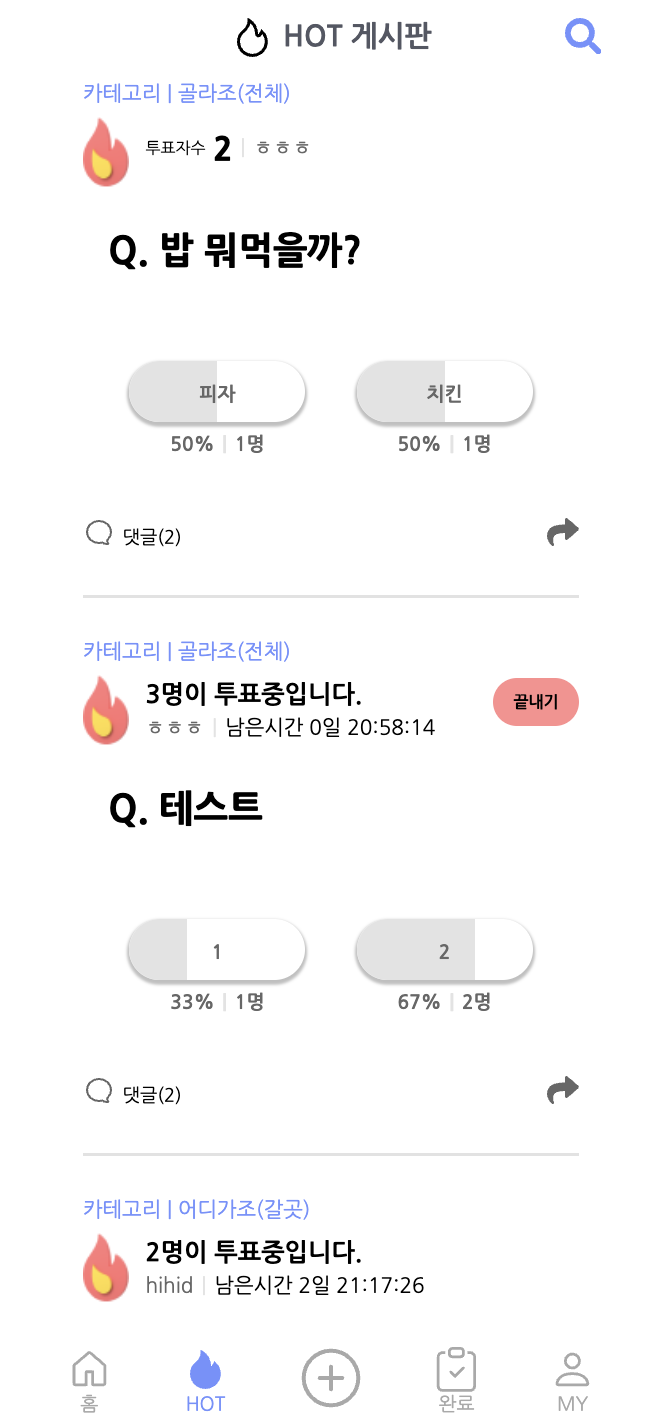 HOT 게시판
카테고리 | 골라조(전체)
투표자수 2 | ㅎㅎㅎ
Q. 밥 뭐먹을까?
피자 치킨
50% | 1명 50% | 1명
댓글(2)
카테고리 | 골라조(전체)
3명이 투표중입니다.
끝내기
ㅎㅎㅎ | 남은시간 0일 20:58:14
Q. 테스트
1 2
33% | 1명 67% | 2명
댓글(2)
카테고리 | 어디가조(갈곳)
2명이 투표중입니다.
hihid | 남은시간 2일 21:17:26
홈 HOT 완료 MY